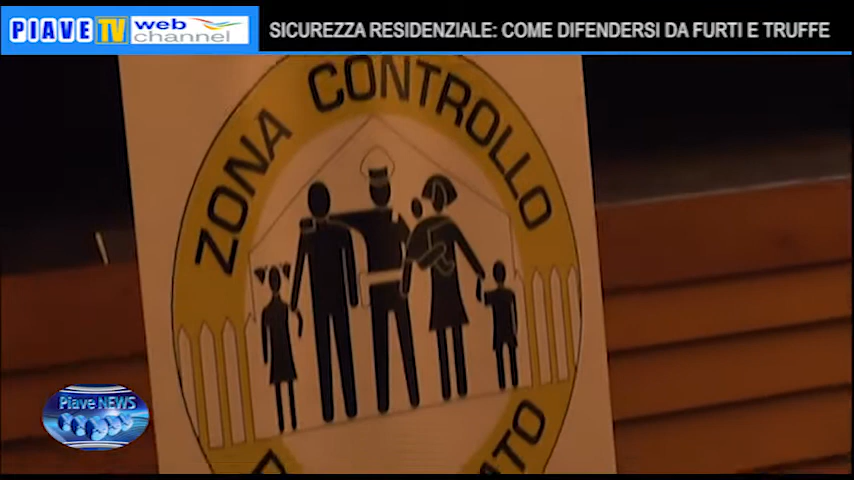 PIAVE TV web channel
SICUREZZA RESIDENZIALE: COME DIFENDERSI DA FURTI E TRUFFE
ZONA CONTROLLO
Piave NEWS